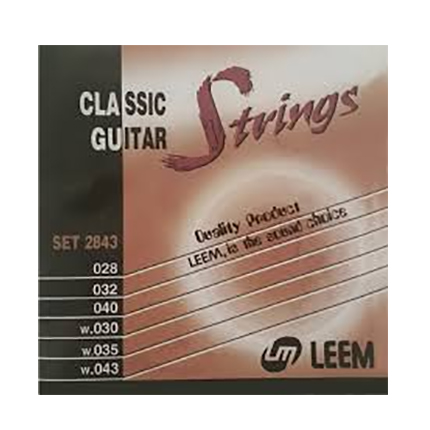 CLASSIC
GUITAR
Strings
Quality Product
LEEM, is the sound choice
SET 2843
028
032
040
w.030
w.035
w.043
LEEM